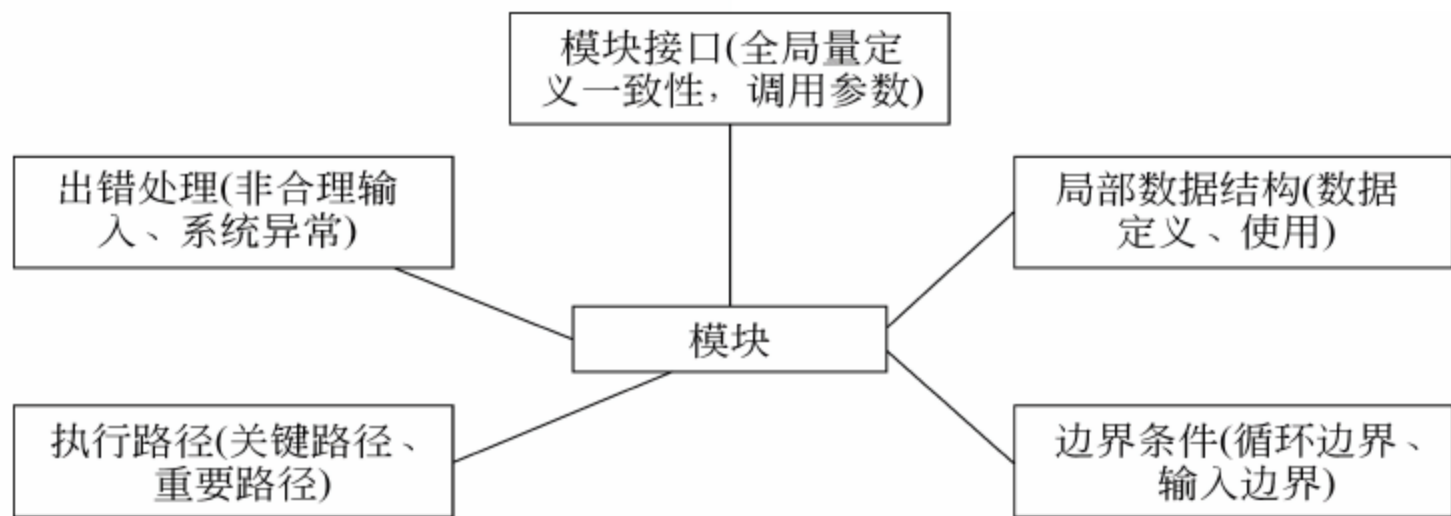 模块接口(全局量定
义一致性，调用参数)
出错处理(非合理输
入、系统异常)
局部数据结构(数据
定义、使用)
模块
执行路径(关键路径、
重要路径)
边界条件(循环边界、
输入边界)